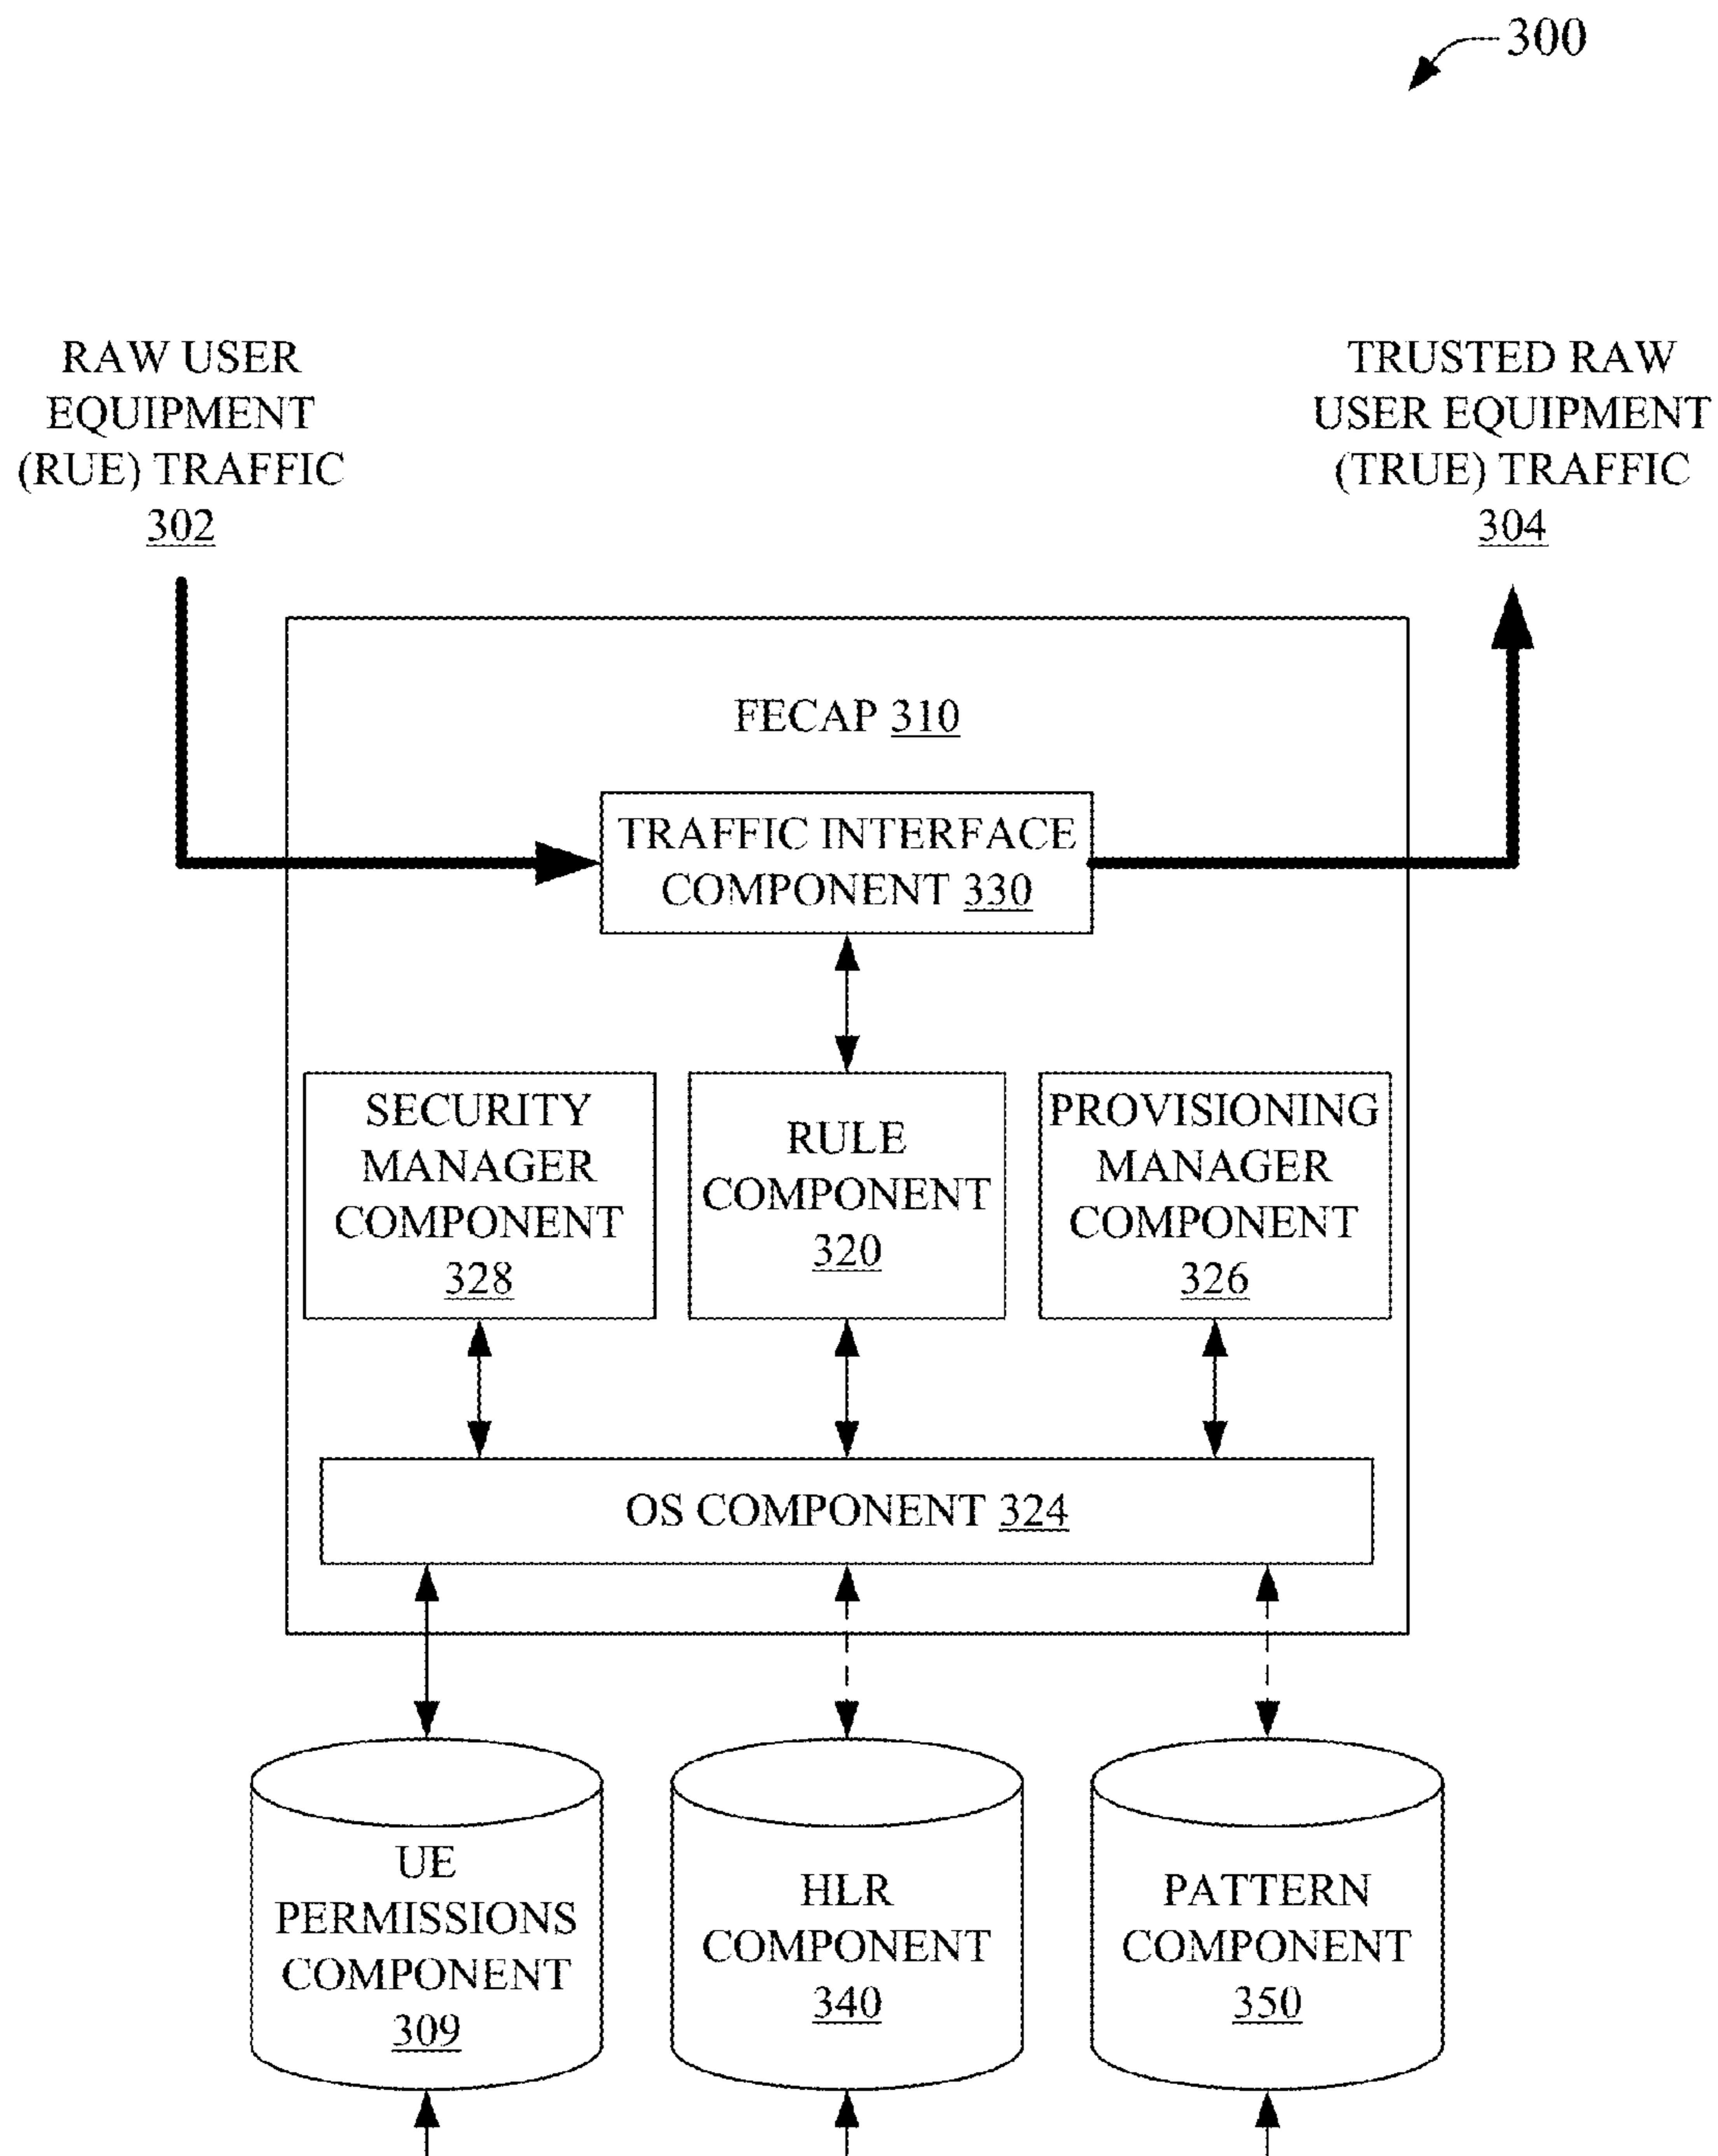 300
RAW USER
EQUIPMENT
(RUE) TRAFFIC
302
TRUSTED RAW
USER EQUIPMENT
(TRUE) TRAFFIC
304
FECAP 310
TRAFFIC INTERFACE
COMPONENT 330
SECURITY
MANAGER
COMPONENT
328
RULE
COMPONENT
320
PROVISIONING
MANAGER
COMPONENT
326
OS COMPONENT 324
UE
PERMISSIONS
COMPONENT
309
HLR
COMPONENT
340
PATTERN
COMPONENT
350